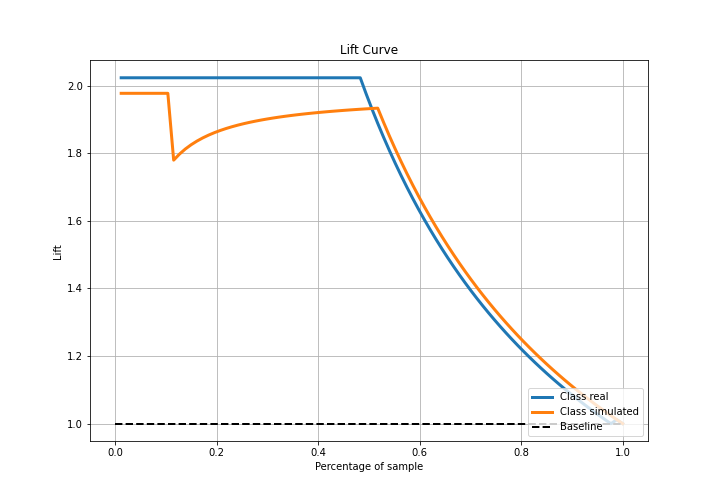 Lift Curve
2.0
1.8
1.6
1.4
1.2
1.0
Lift
0.0 0.2 0.4 0.6 0.8 1.0
Percentage of sample
Class real
Class simulated
Baseline